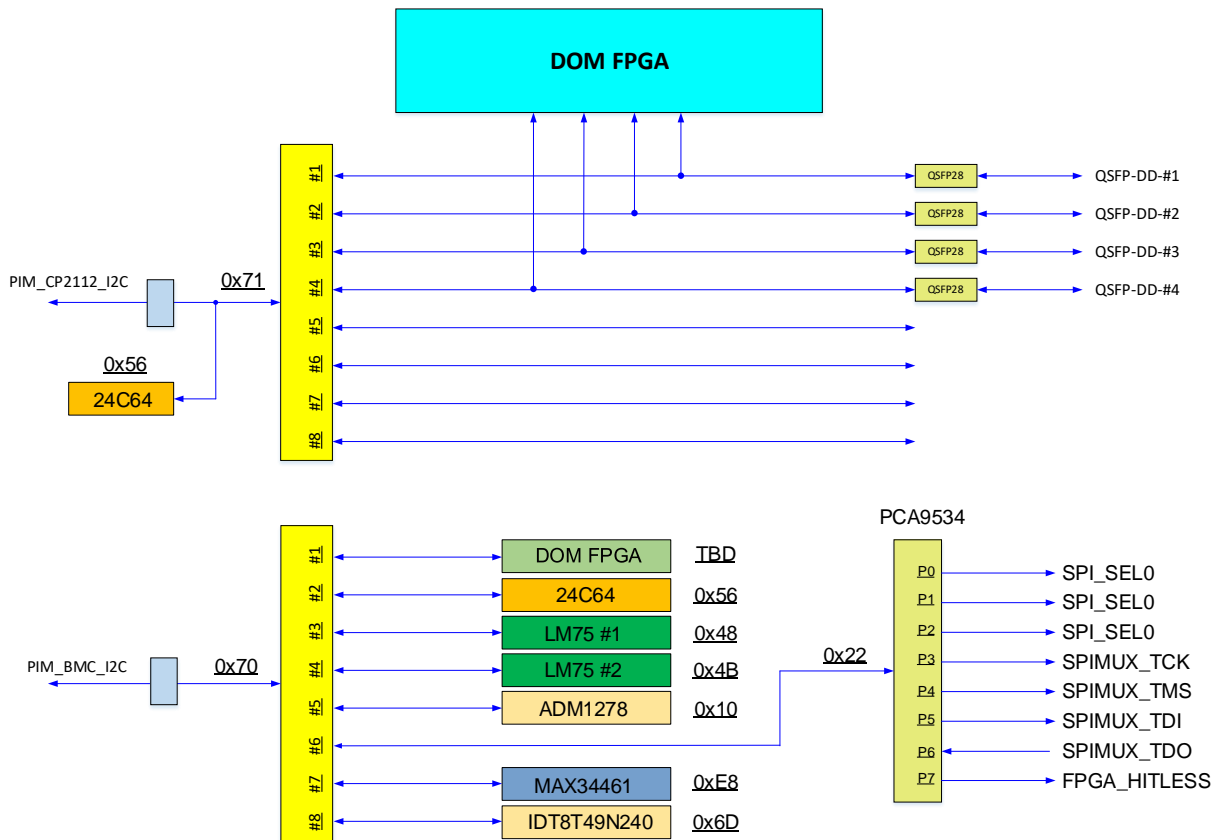 DOM FPGA
#1
QSFP28
QSFP-DD-#1
#2
QSFP28
QSFP-DD-#2
#3
QSFP28
QSFP-DD-#3
PIM_CP2112_I2C
0x71
#4
QSFP28
QSFP-DD-#4
#5
0x56
24C64
#6
#7
#8
PCA9534
#1
DOM FPGA
TBD
#2
24C64
0x56
#3
LM75 #1
0x48
PIM_BMC_I2C
0x70
#4
LM75 #2
0x4B
#5
ADM1278
0x10
#6
0x22
#7
MAX34461
0xE8
#8
IDT8T49N240
0x6D
P0
SPI_SEL0
P1
SPI_SEL0
P2
SPI_SEL0
P3
SPIMUX_TCK
P4
SPIMUX_TMS
P5
SPIMUX_TDI
P6
SPIMUX_TDO
P7
FPGA_HITLESS